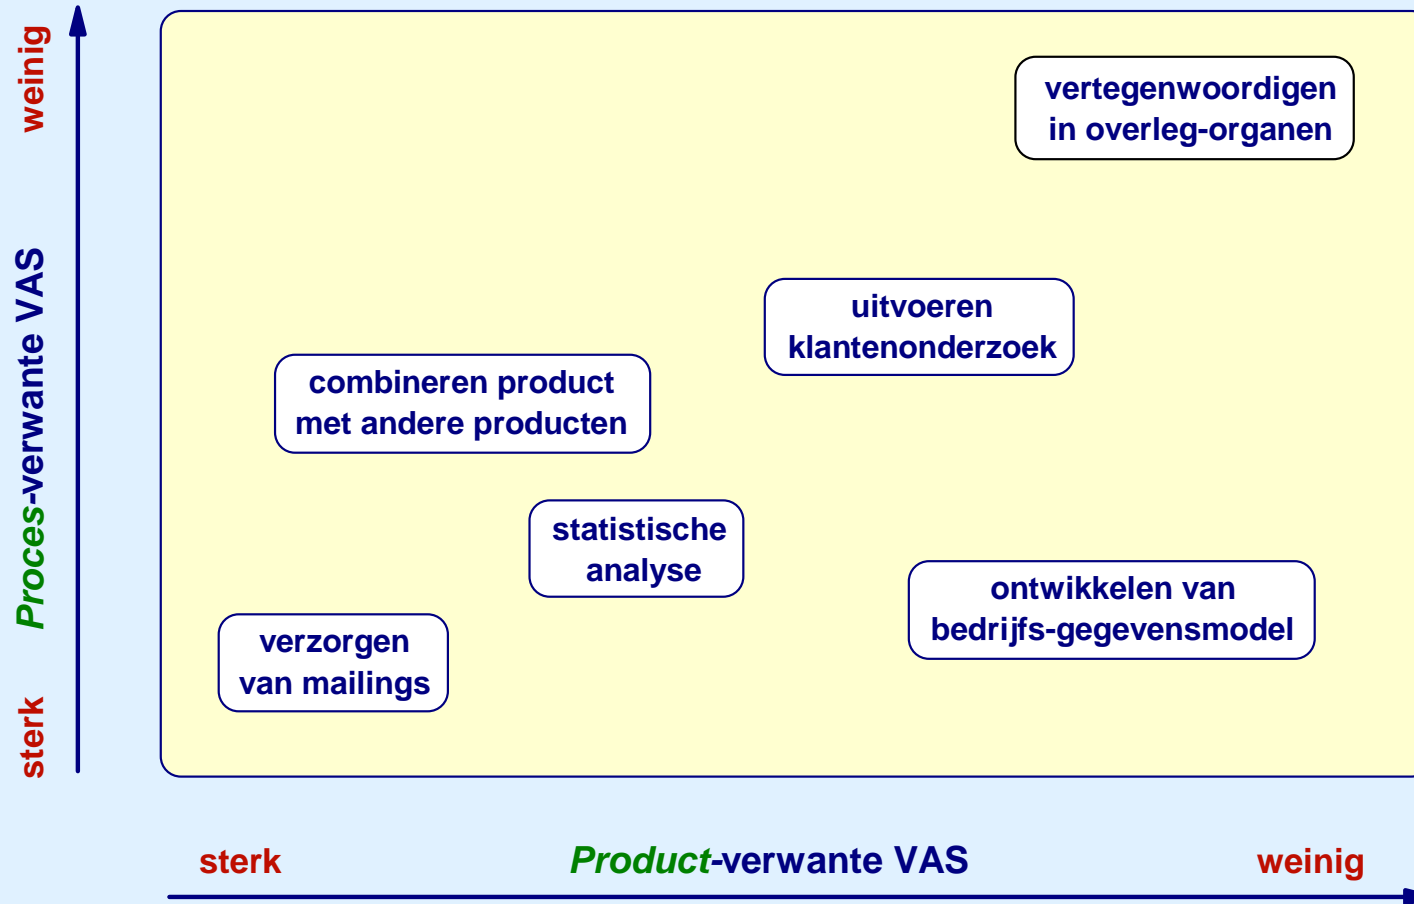 weinig
vertegenwoordigen
in overleg-organen
Proces-verwante VAS
uitvoeren
klantenonderzoek
combineren product
met andere producten
statistische
analyse
ontwikkelen van
bedrijfs-gegevensmodel
verzorgen
van mailings
sterk
sterk
Product-verwante VAS
weinig